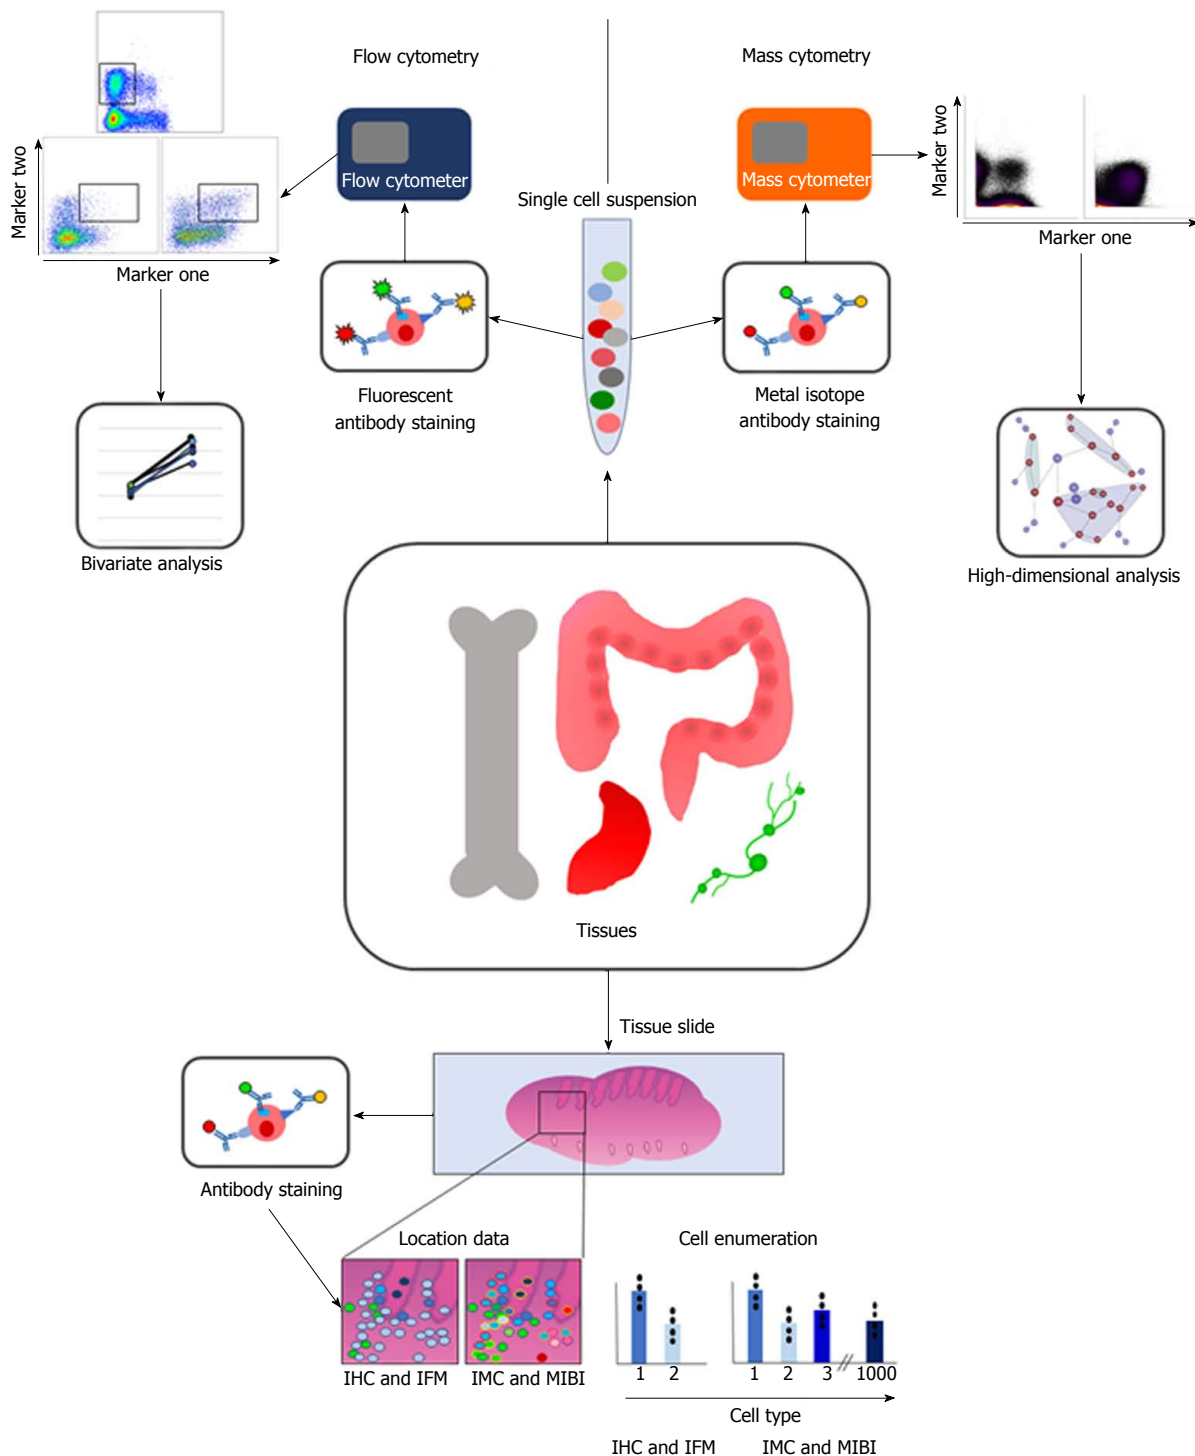 Flow cytometry
Mass cytometry
Marker two
Flow cytometer
Mass cytometer
Marker two
Single cell suspension
Marker one
Marker one
Fluorescent
antibody staining
Metal isotope
antibody staining
Bivariate analysis
High-dimensional analysis
Tissues
Tissue slide
Antibody staining
Location data
Cell enumeration
IHC and IFM
IMC and MIBI
1 2
1 2 3 1000
Cell type
IHC and IFM
IMC and MIBI